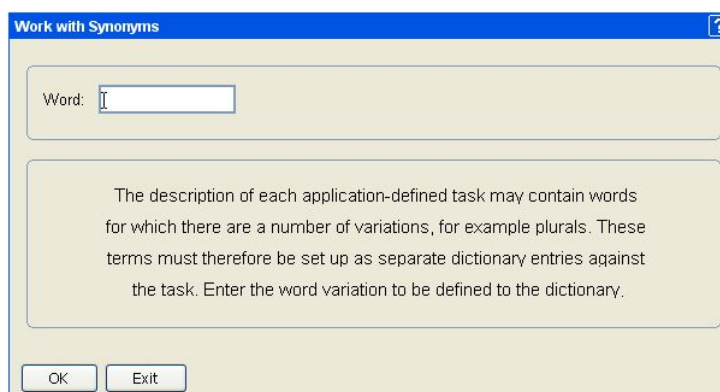 Work with Synonyms
?
Word:
The description of each application-defined task may contain words
for which there are a number of variations, for example plurals. These
terms must therefore be set up as separate dictionary entries against
the task. Enter the word variation to be defined to the dictionary.
OK Exit